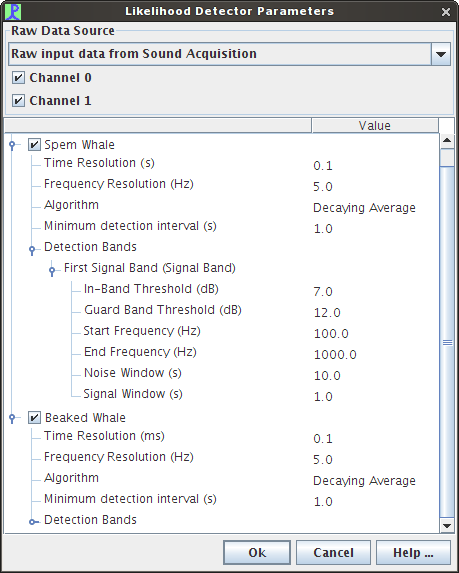 Likelihood Detector Parameters
Raw Data Source
Raw input data from Sound Acquisition
Channel 0
Channel 1
Value
Spem Whale
Time Resolution (s) 0.1
Frequency Resolution (Hz) 5.0
Algorithm Decaying Average
Minimum detection interval (s) 1.0
Detection Bands
First Signal Band (Signal Band)
In-Band Threshold (dB) 7.0
Guard Band Threshold (dB) 12.0
Start Frequency (Hz) 100.0
End Frequency (Hz) 1000.0
Noise Window (s) 10.0
Signal Window (s) 1.0
Beaked Whale
Time Resolution (ms) 0.1
Frequency Resolution (Hz) 5.0
Algorithm Decaying Average
Minimum detection interval (s) 1.0
Detection Bands
Ok Cancel Help ...